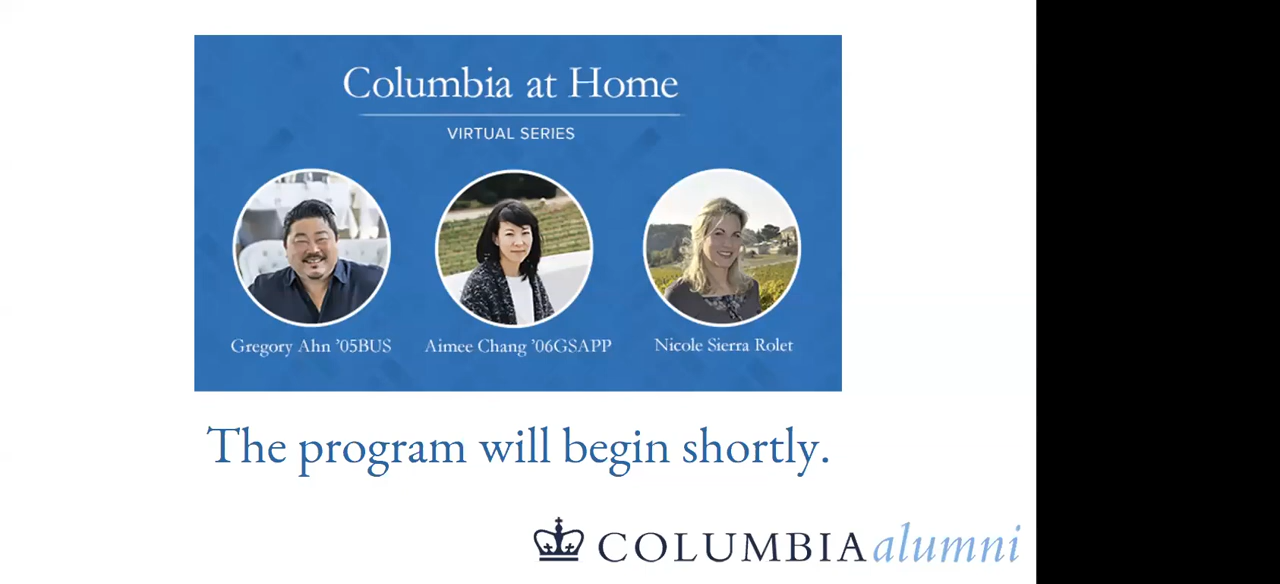 Columbia at Home
VIRTUAL SERIES
Gregory Ahn ’05BUS
Aimee Chang ’06GSAPP
Nicole Sierra Rolet
The program will begin shortly.
COLUMBIA alumni